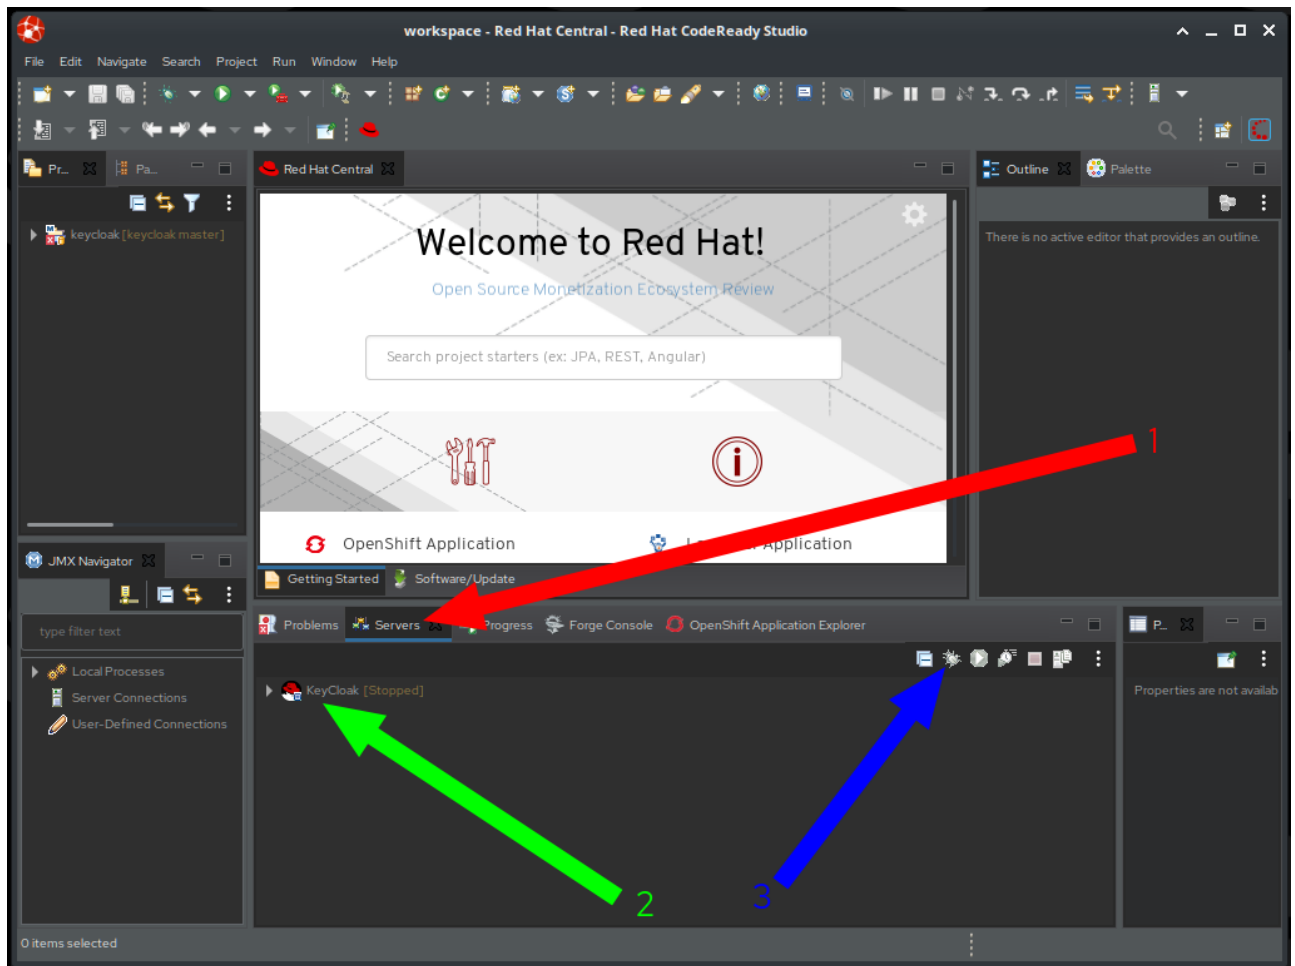 workspace - Red Hat Central - Red Hat CodeReady Studio
File Edit Navigate Search Project Run Window Help
Pr...
Pa...
Red Hat Central
Outline
Palette
keycloak [keycloak master]
Welcome to Red Hat!
Open Source Monetization Ecosystem Review
Search project starters (ex: JPA, REST, Angular)
There is no active editor that provides an outline.
1
OpenShift Application
Application
Getting Started
Software/Update
JMX Navigator
type filter text
Local Processes
Server Connections
User-Defined Connections
Problems
Servers
Progress
Forge Console
OpenShift Application Explorer
P...
KeyCloak [Stopped]
Properties are not availab
2
3
0 items selected